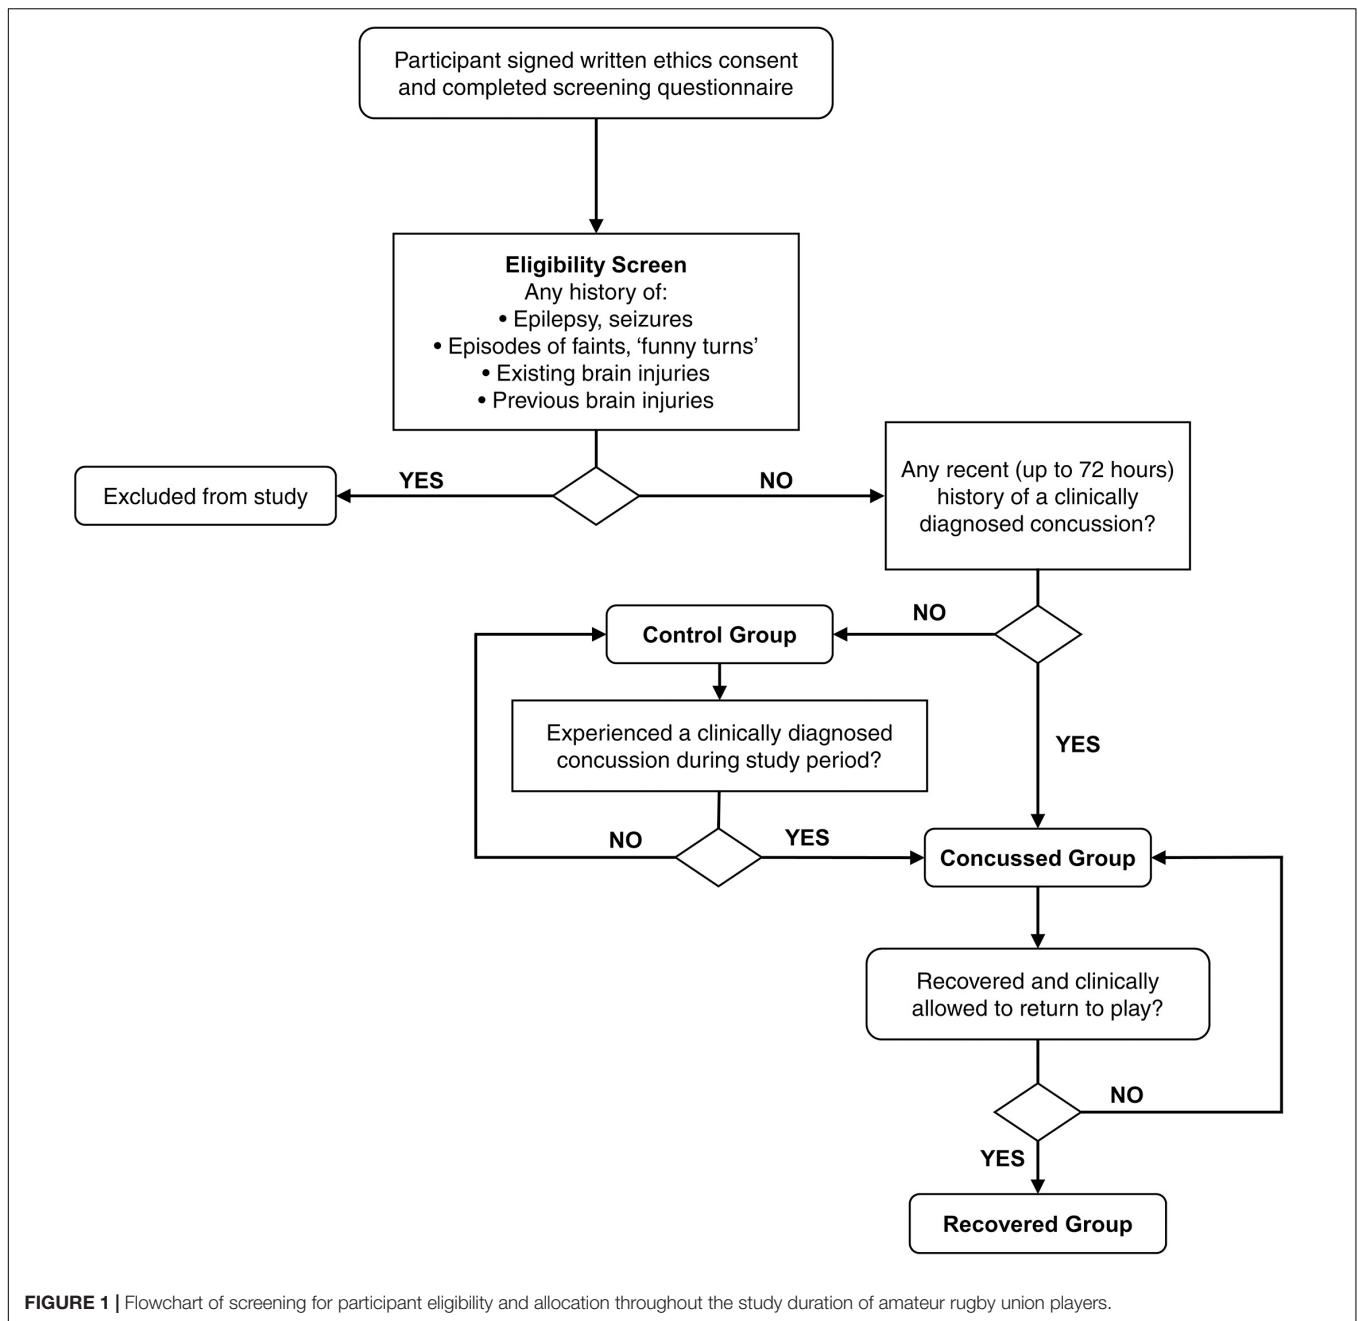 Participant signed written ethics consent
and completed screening questionnaire
Eligibility Screen
Any history of:
• Epilepsy, seizures
• Episodes of faints, ‘funny turns’
• Existing brain injuries
• Previous brain injuries
Excluded from study
YES
NO
Any recent (up to 72 hours)
history of a clinically
diagnosed concussion?
Control Group
NO
Experienced a clinically diagnosed
concussion during study period?
YES
NO
YES
Concussed Group
Recovered and clinically
allowed to return to play?
NO
YES
Recovered Group
FIGURE 1 | Flowchart of screening for participant eligibility and allocation throughout the study duration of amateur rugby union players.